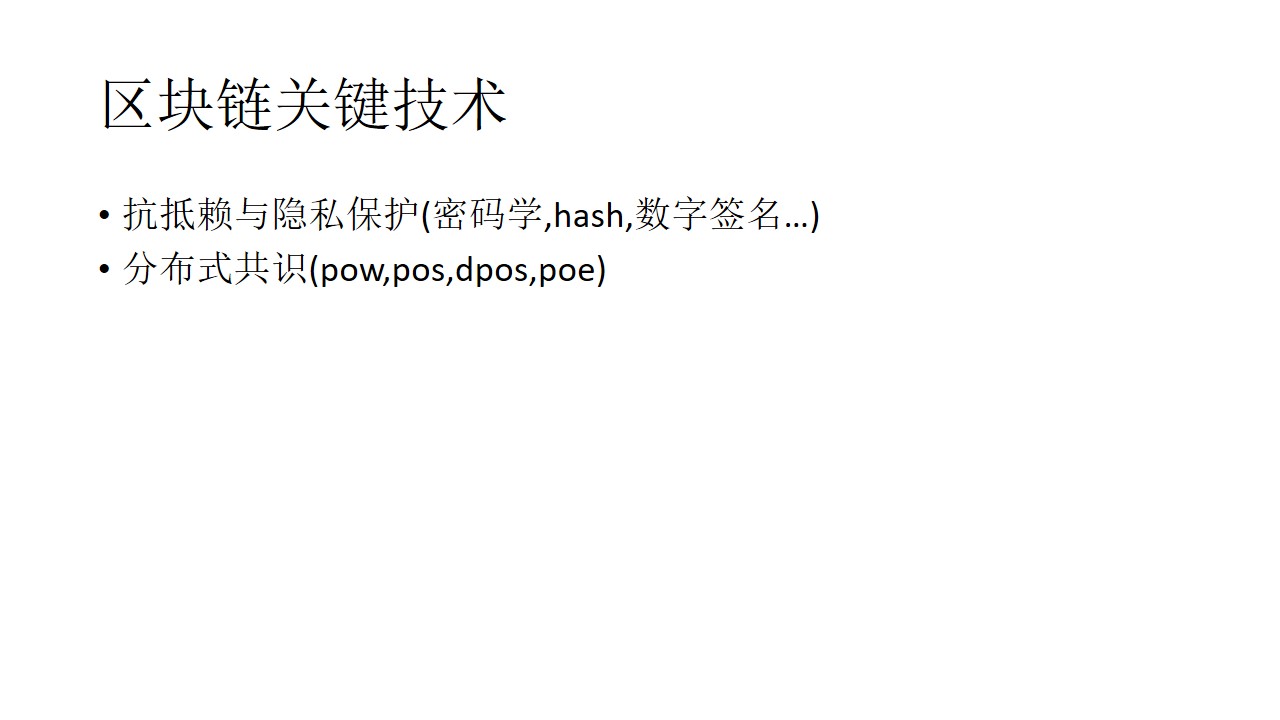 区块链关键技术
• 抗抵赖与隐私保护(密码学,hash,数字签名…)
• 分布式共识(pow,pos,dpos,poe)